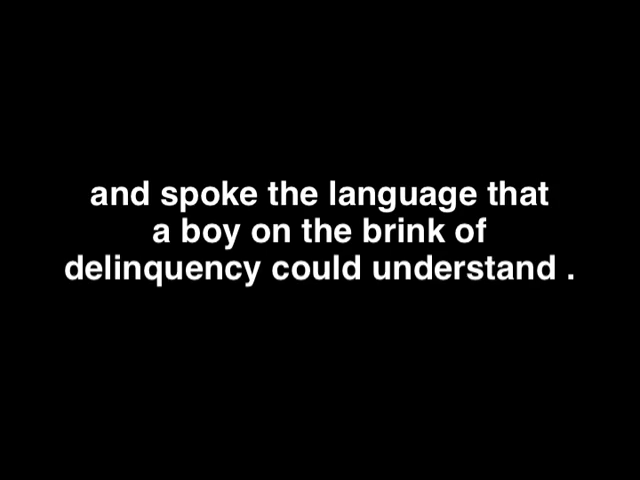 and spoke the language that
a boy on the brink of
delinquency could understand .